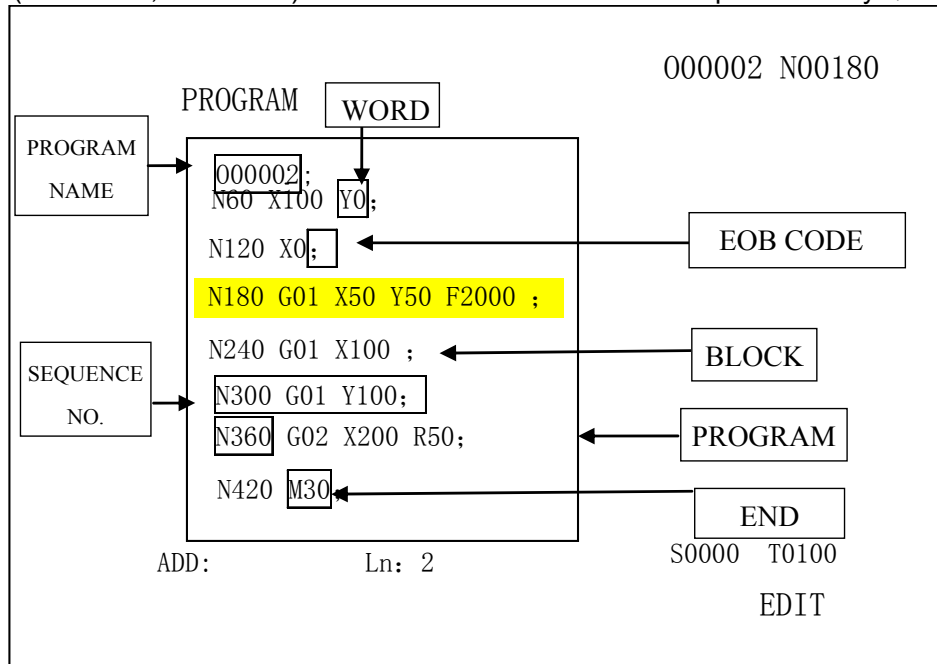 O00002 N00180
PROGRAM
WORD
PROGRAM
NAME
O00002;
N60 X100 Y0;
N120 X0;
EOB CODE
N180 G01 X50 Y50 F2000 ;
N240 G01 X100 ;
BLOCK
SEQUENCE
NO.
N300 G01 Y100;
N360 G02 X200 R50;
PROGRAM
N420 M30;
END
ADD:
Ln: 2
S0000 T0100
EDIT